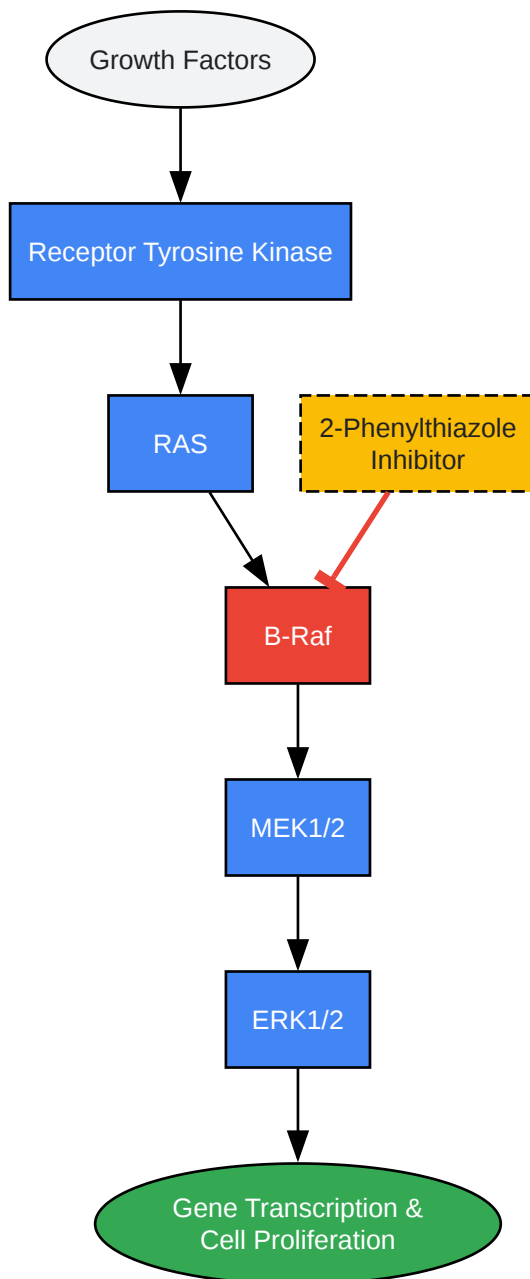 Growth Factors
Receptor Tyrosine Kinase
RAS
2-Phenylthiazole
Inhibitor
B-Raf
MEK1/2
ERK1/2
Gene Transcription &
Cell Proliferation